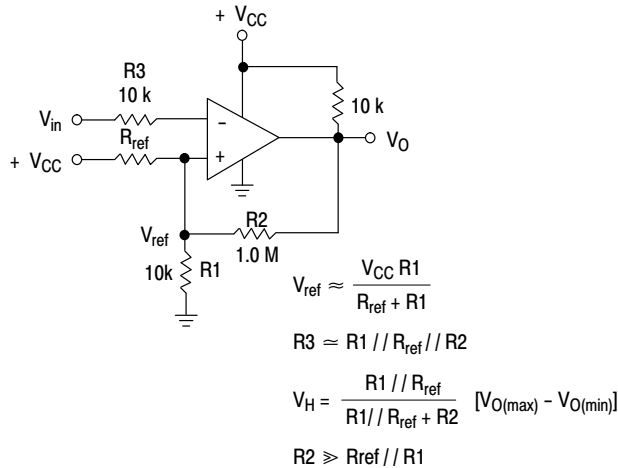 + VCC
R3
10 k
Vin
Rref
+ VCC
-
+
10 k
VO
Vref
R2
1.0 M
10k
R1
Vref ≈ VCC R1 / Rref + R1
R3 ≃ R1 / / Rref / / R2
VH = R1 / / Rref / R1/ / Rref + R2 [VO(max) - VO(min)]
R2 ≫ Rref / / R1